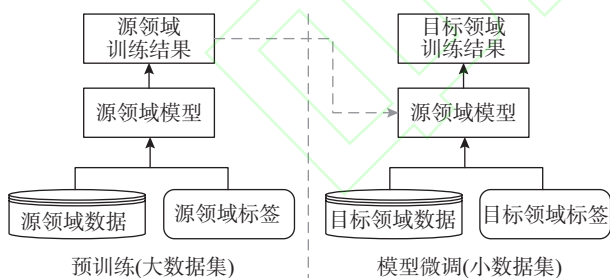 源领域
训练结果
源领域模型
源领域数据
源领域标签
预训练(大数据集)
目标领域
训练结果
源领域模型
目标领域数据
目标领域标签
模型微调(小数据集)